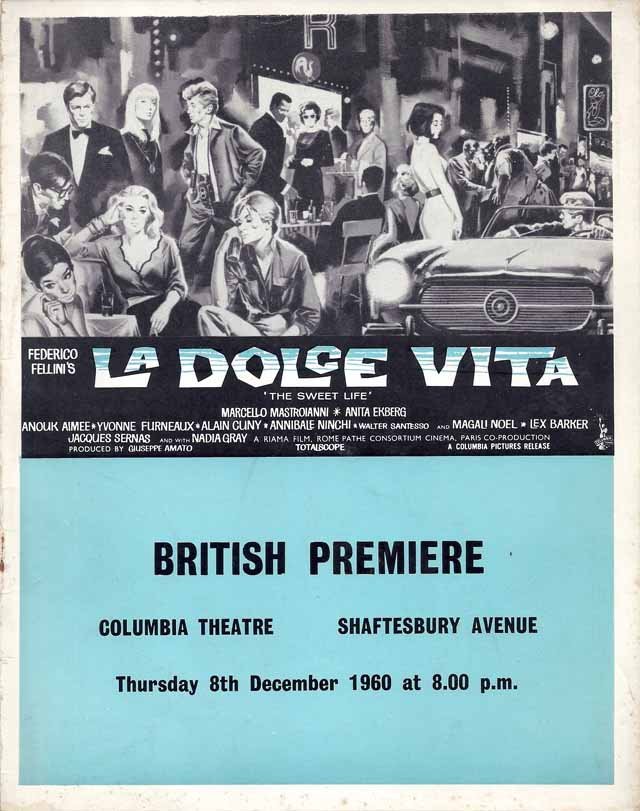 R
FEDERICO
FELLINI'S
LA DOLCE VITA
'THE SWEET LIFE'
MARCELLO MASTROIANNI * ANITA EKBERG
ANOUK AIMEE * YVONNE FURNEAUX * ALAIN CUNY * ANNIBALE NINCHI * WALTER SANTESSO AND MAGALI NOEL * LEX BARKER
JACQUES SERNAS AND WITH NADIA GRAY A RIAMA FILM, ROME PATHE CONSORTIUM CINEMA, PARIS CO-PRODUCTION
PRODUCED BY GIUSEPPE AMATO TOTALSCOPE A COLUMBIA PICTURES RELEASE
BRITISH PREMIERE
COLUMBIA THEATRE SHAFTESBURY AVENUE
Thursday 8th December 1960 at 8.00 p.m.